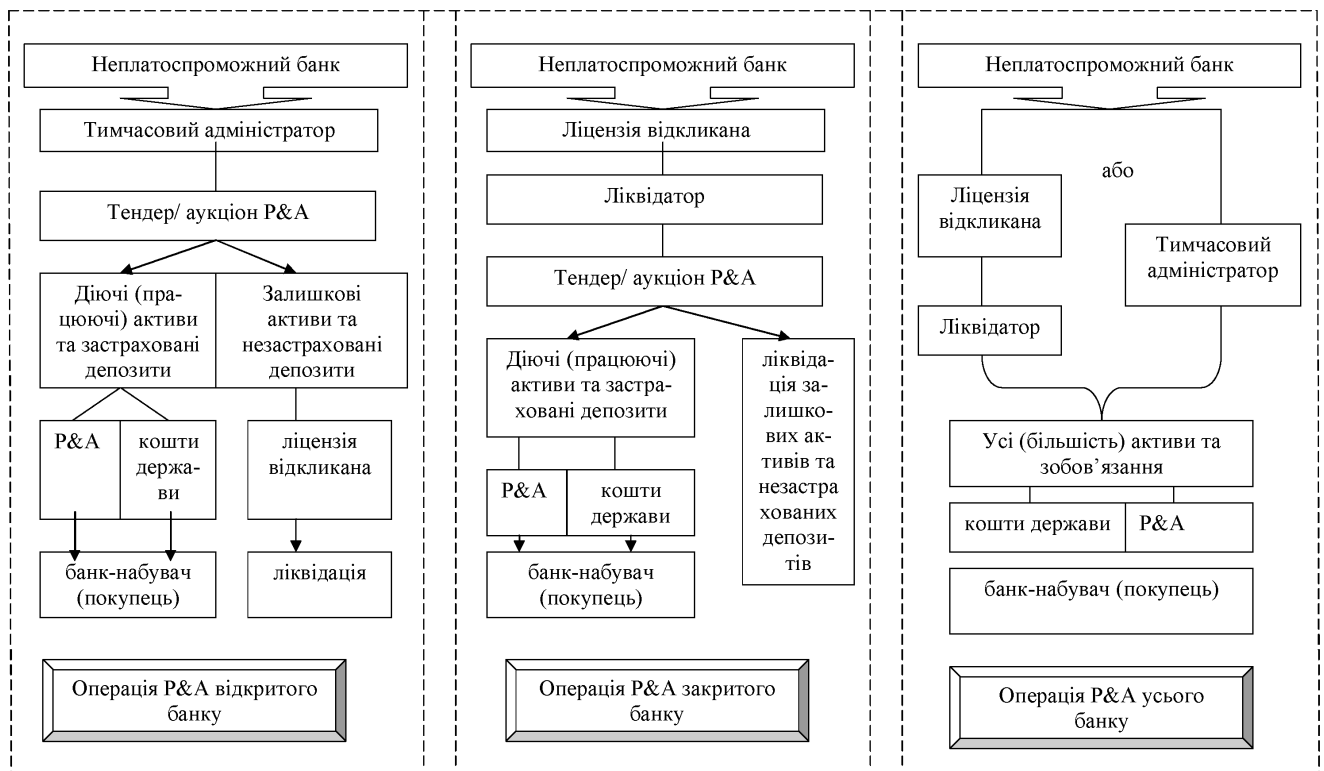 Неплатоспроможний банк
Тимчасовий адміністратор
Тендер/ аукціон P&A
Діючі (пра-
цюючі) активи
та застраховані
депозити
Залишкові
активи та
незастраховані
депозити
P&A
кошти
держа-
ви
ліцензія
відкликана
банк-набувач
(покупець)
ліквідація
Операція P&A відкритого
банку
Неплатоспроможний банк
Ліцензія відкликана
Ліквідатор
Тендер/ аукціон P&A
Діючі (працюючі)
активи та застра-
ховані депозити
ліквіда-
ція за-
лишко-
вих ак-
тивів та
незастра
хованих
депози-
тів
P&A
кошти
держави
банк-набувач
(покупець)
Операція P&A закритого
банку
Неплатоспроможний банк
або
Ліцензія
відкликана
Тимчасовий
адміністратор
Ліквідатор
Усі (більшість) активи та
зобов’язання
кошти держави
P&A
банк-набувач (покупець)
Операція P&A усього
банку